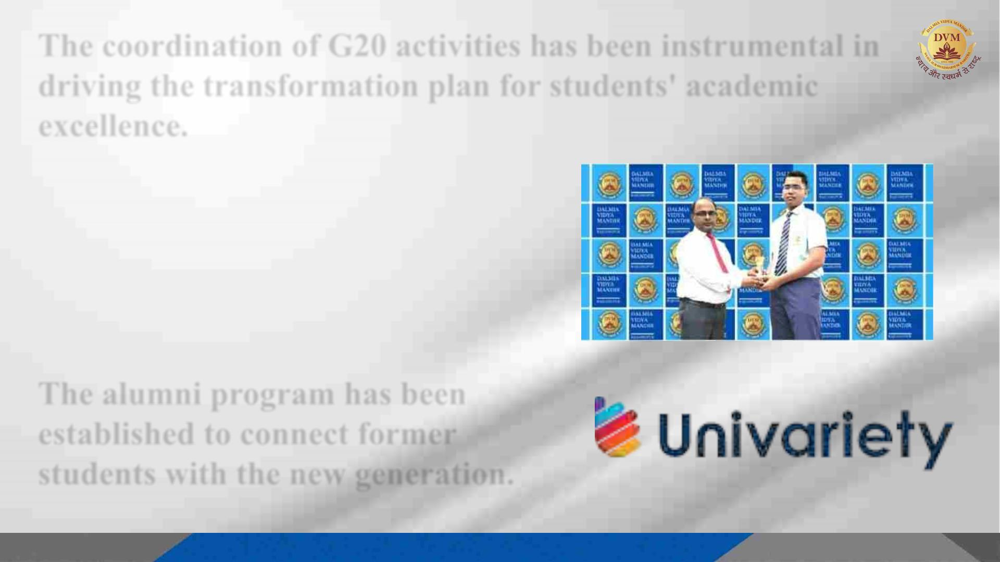 The coordination of G20 activities has been instrumental in
driving the transformation plan for students' academic
excellence.
DALMIA VIDYA MANDIR
DVM
न्याय और स्वधर्म से राष्ट्र
DALMIA
VIDYA
MANDIR
The alumni program has been
established to connect former
students with the new generation.
Univariety